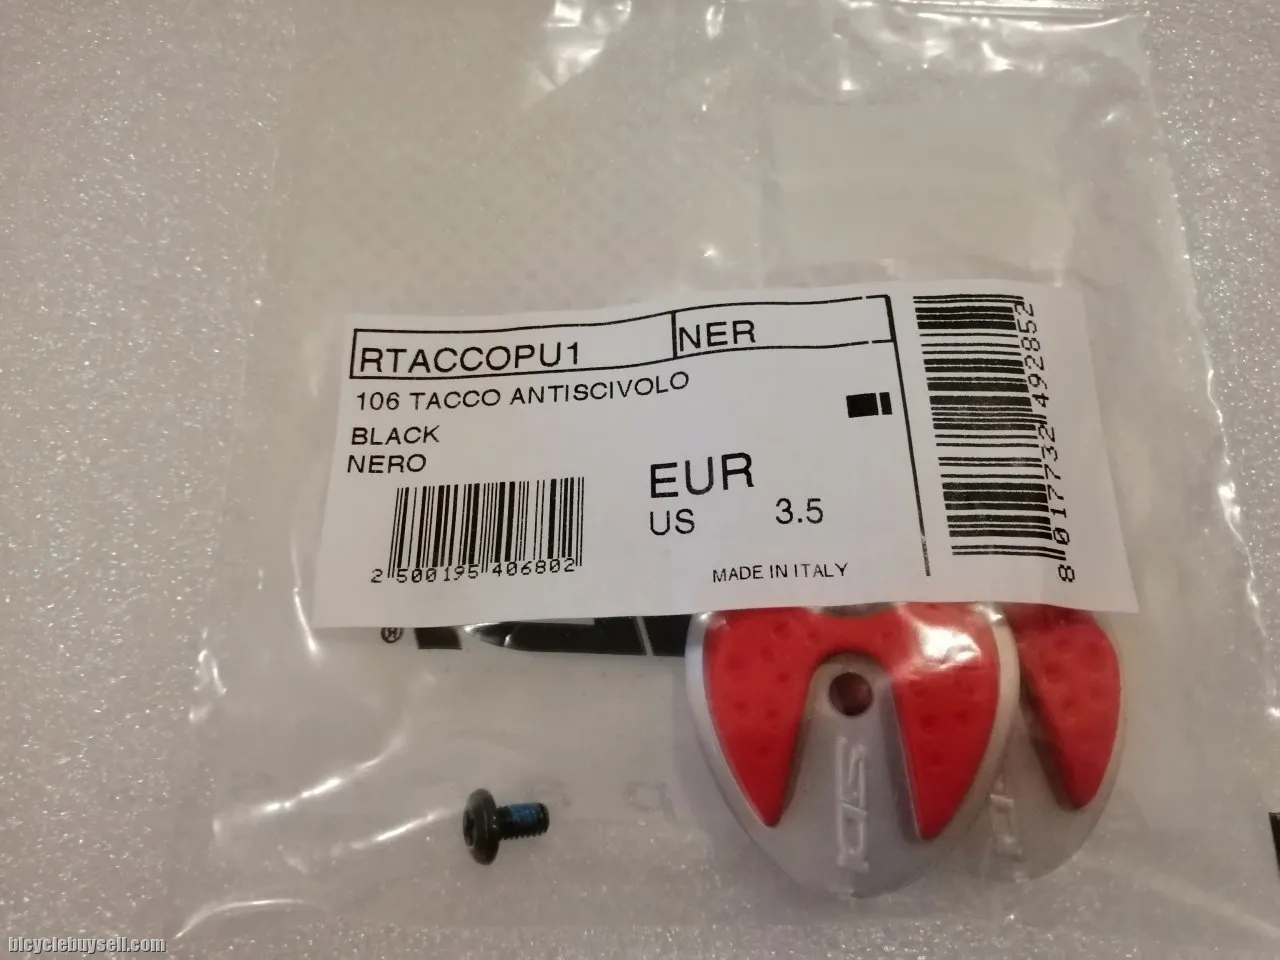 RTACCOPU1 NER
106 TACCO ANTISCIVOLO
BLACK
NERO
EUR
US 3.5
2 500195 406802
MADE IN ITALY
8 017732 492852
®
SIDI
bicyclebuysell.com